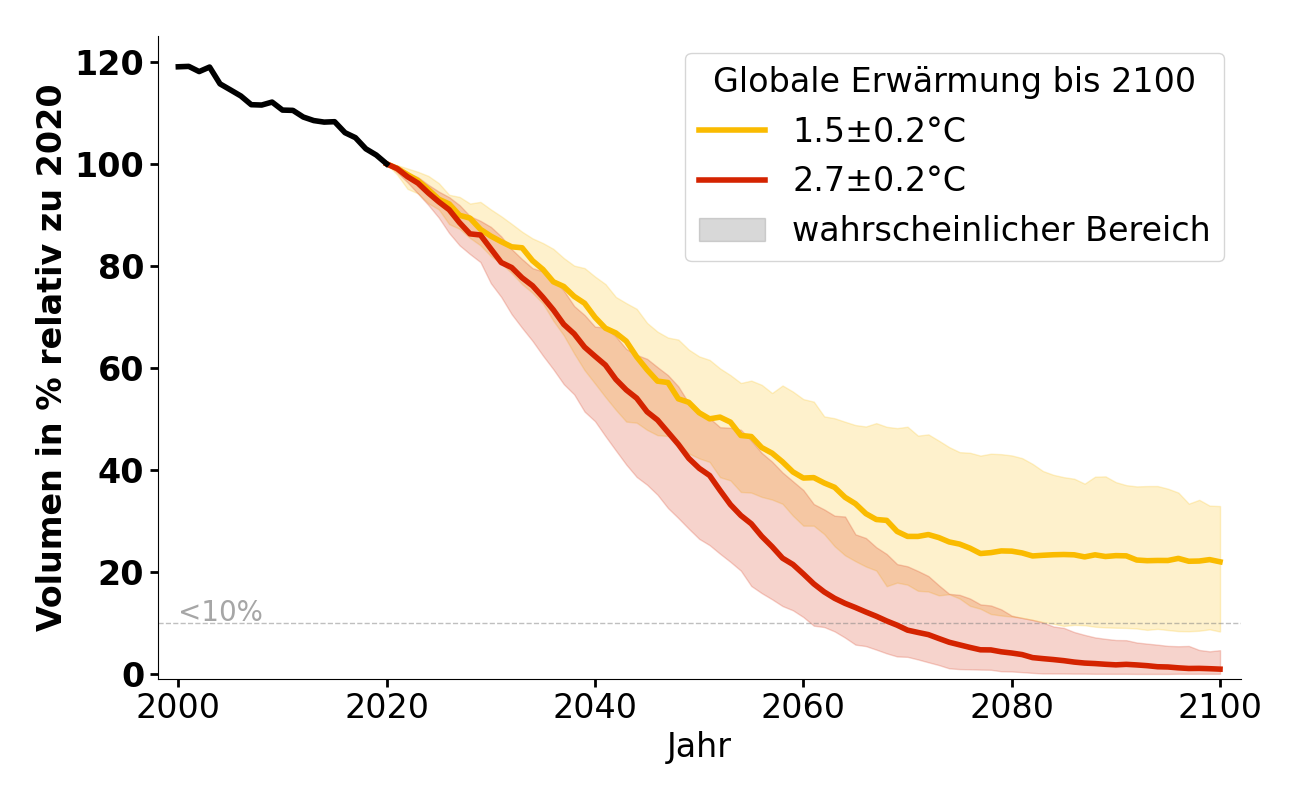 Volumen in % relativ zu 2020
120
100
80
60
40
20
0
<10%
Globale Erwärmung bis 2100
1.5±0.2°C
2.7±0.2°C
wahrscheinlicher Bereich
2000 2020 2040 2060 2080 2100
Jahr